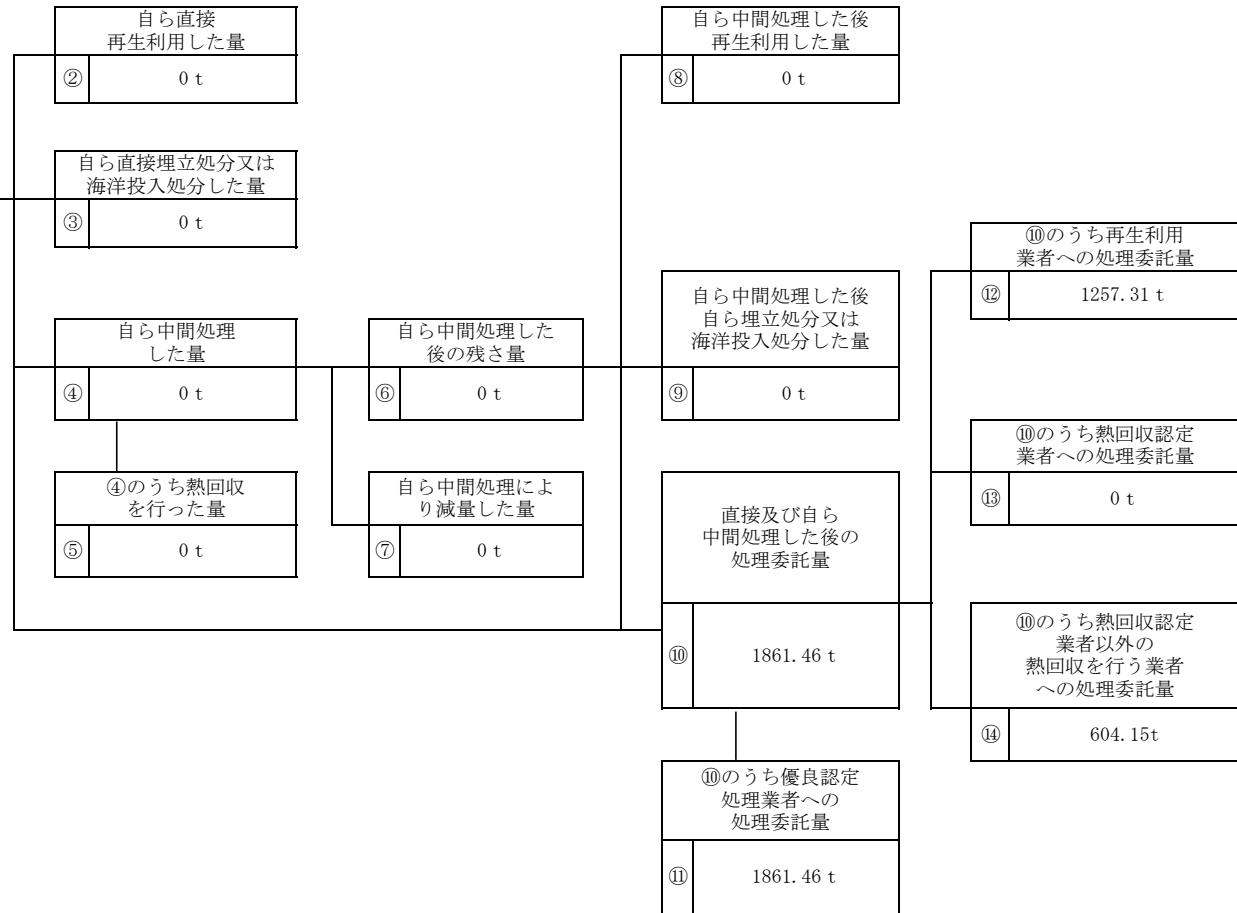 自ら直接
再生利用した量
② 0 t
自ら直接埋立処分又は
海洋投入処分した量
③ 0 t
自ら中間処理
した量
④ 0 t
④のうち熱回収
を行った量
⑤ 0 t
自ら中間処理した
後の残さ量
⑥ 0 t
自ら中間処理によ
り減量した量
⑦ 0 t
自ら中間処理した後
再生利用した量
⑧ 0 t
自ら中間処理した後
自ら埋立処分又は
海洋投入処分した量
⑨ 0 t
直接及び自ら
中間処理した後の
処理委託量
⑩ 1861.46 t
⑩のうち優良認定
処理業者への
処理委託量
⑪ 1861.46 t
⑩のうち再生利用
業者への処理委託量
⑫ 1257.31 t
⑩のうち熱回収認定
業者への処理委託量
⑬ 0 t
⑩のうち熱回収認定
業者以外の
熱回収を行う業者
への処理委託量
⑭ 604.15t